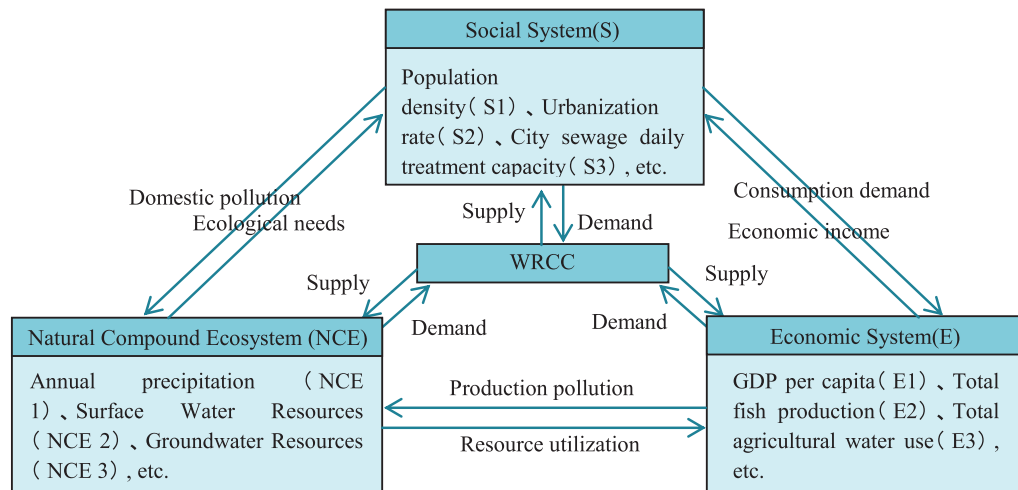 Social System(S)
Population
density( S1) 、Urbanization
rate( S2) 、City sewage daily
treatment capacity( S3) , etc.
Domestic pollution
Ecological needs
Consumption demand
Economic income
Supply
Demand
WRCC
Supply
Demand
Supply
Demand
Natural Compound Ecosystem (NCE)
Annual precipitation ( NCE
1) 、Surface Water Resources
( NCE 2) 、Groundwater Resources
( NCE 3) , etc.
Production pollution
Resource utilization
Economic System(E)
GDP per capita( E1) 、Total
fish production( E2) 、Total
agricultural water use( E3) ,
etc.